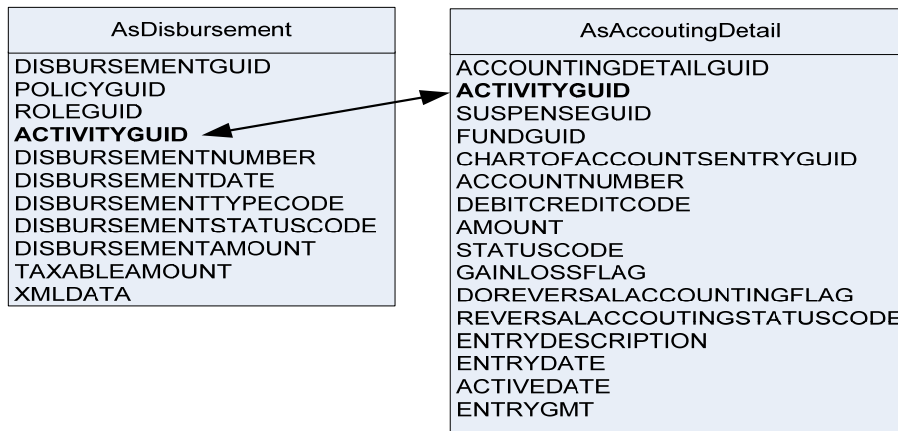 AsDisbursement
DISBURSEMENTGUID
POLICYGUID
ROLEGUID
ACTIVITYGUID
DISBURSEMENTNUMBER
DISBURSEMENTDATE
DISBURSEMENTTYPECODE
DISBURSEMENTSTATUSCODE
DISBURSEMENTAMOUNT
TAXABLEAMOUNT
XMLDATA
AsAccoutingDetail
ACCOUNTINGDETAILGUID
ACTIVITYGUID
SUSPENSEGUID
FUNDGUID
CHARTOFACCOUNTSENTRYGUID
ACCOUNTNUMBER
DEBITCREDITCODE
AMOUNT
STATUSCODE
GAINLOSSFLAG
DOREVERSALACCOUNTINGFLAG
REVERSALACCOUTINGSTATUSCODE
ENTRYDESCRIPTION
ENTRYDATE
ACTIVEDATE
ENTRYGMT